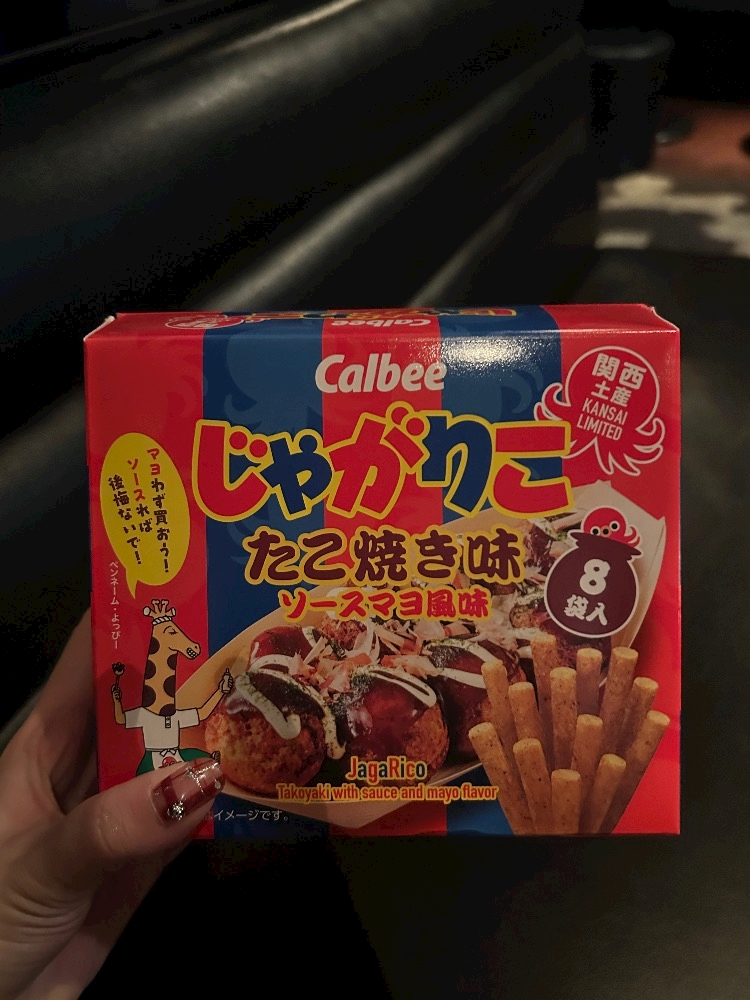 Calbee
Calbee
関西
土産
KANSAI
LIMITED
じゃがりこ
マヨわず買おう!
ソースれば
後悔ないで!
ペンネーム・よっぴー
たこ焼き味
ソースマヨ風味
8
袋入
JagaRico
Takoyaki with sauce and mayo flavor
イメージです。